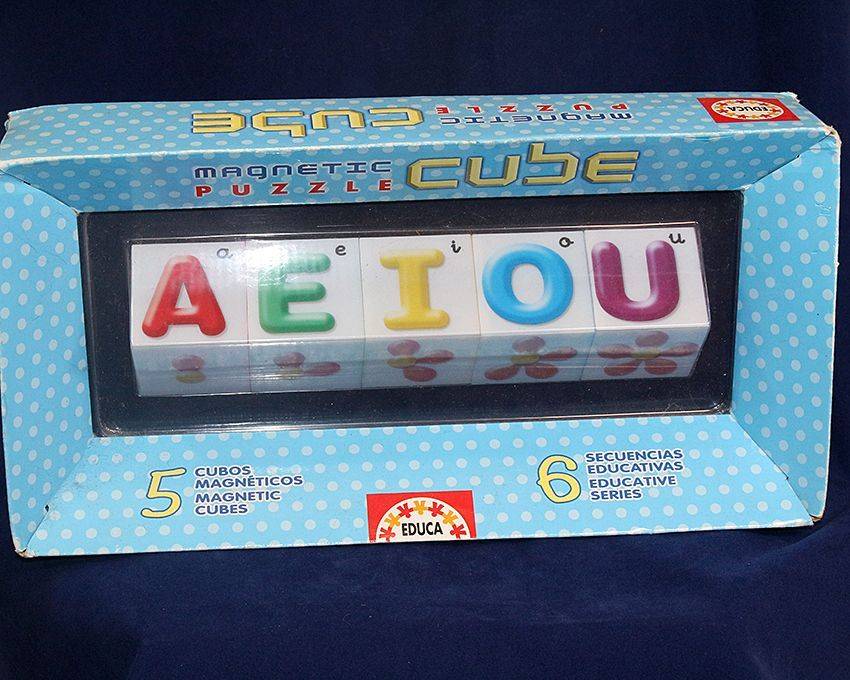 MAGNETIC PUZZLE CUBE
EDUCA
MAGNETIC
PUZZLE CUBE
a e i o u
A E I O U
5 CUBOS
MAGNÉTICOS
MAGNETIC
CUBES
6 SECUENCIAS
EDUCATIVAS
EDUCATIVE
SERIES
EDUCA